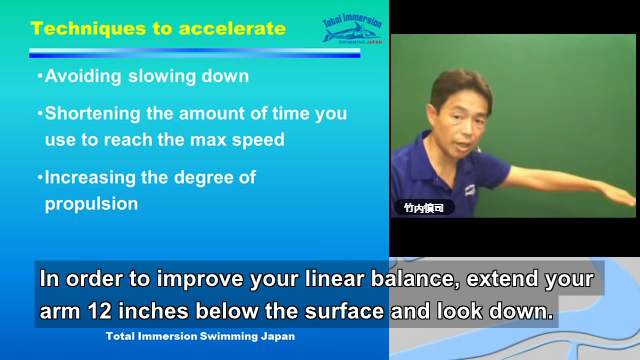 Techniques to accelerate
Total Immersion
SWIMMING JAPAN
•Avoiding slowing down
•Shortening the amount of time you
use to reach the max speed
•Increasing the degree of
propulsion
竹内慎司
In order to improve your linear balance, extend your
arm 12 inches below the surface and look down.
Total Immersion Swimming Japan